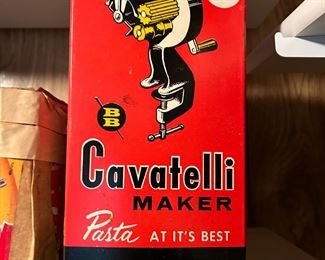 BB
Cavatelli
MAKER
Pasta AT IT'S BEST